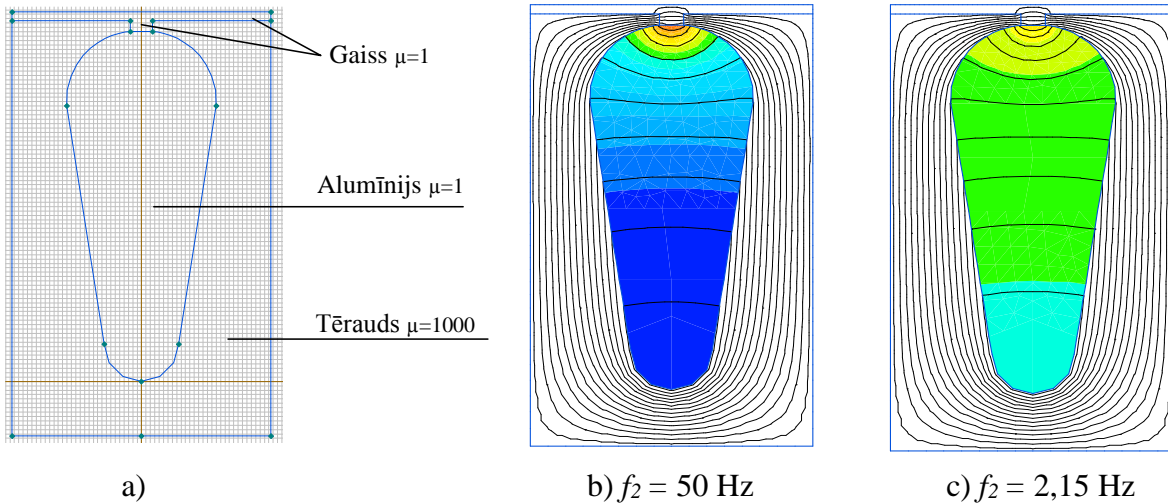 Gaiss μ=1
Alumīnijs μ=1
Tērauds μ=1000
a)
b) f₂ = 50 Hz
c) f₂ = 2,15 Hz